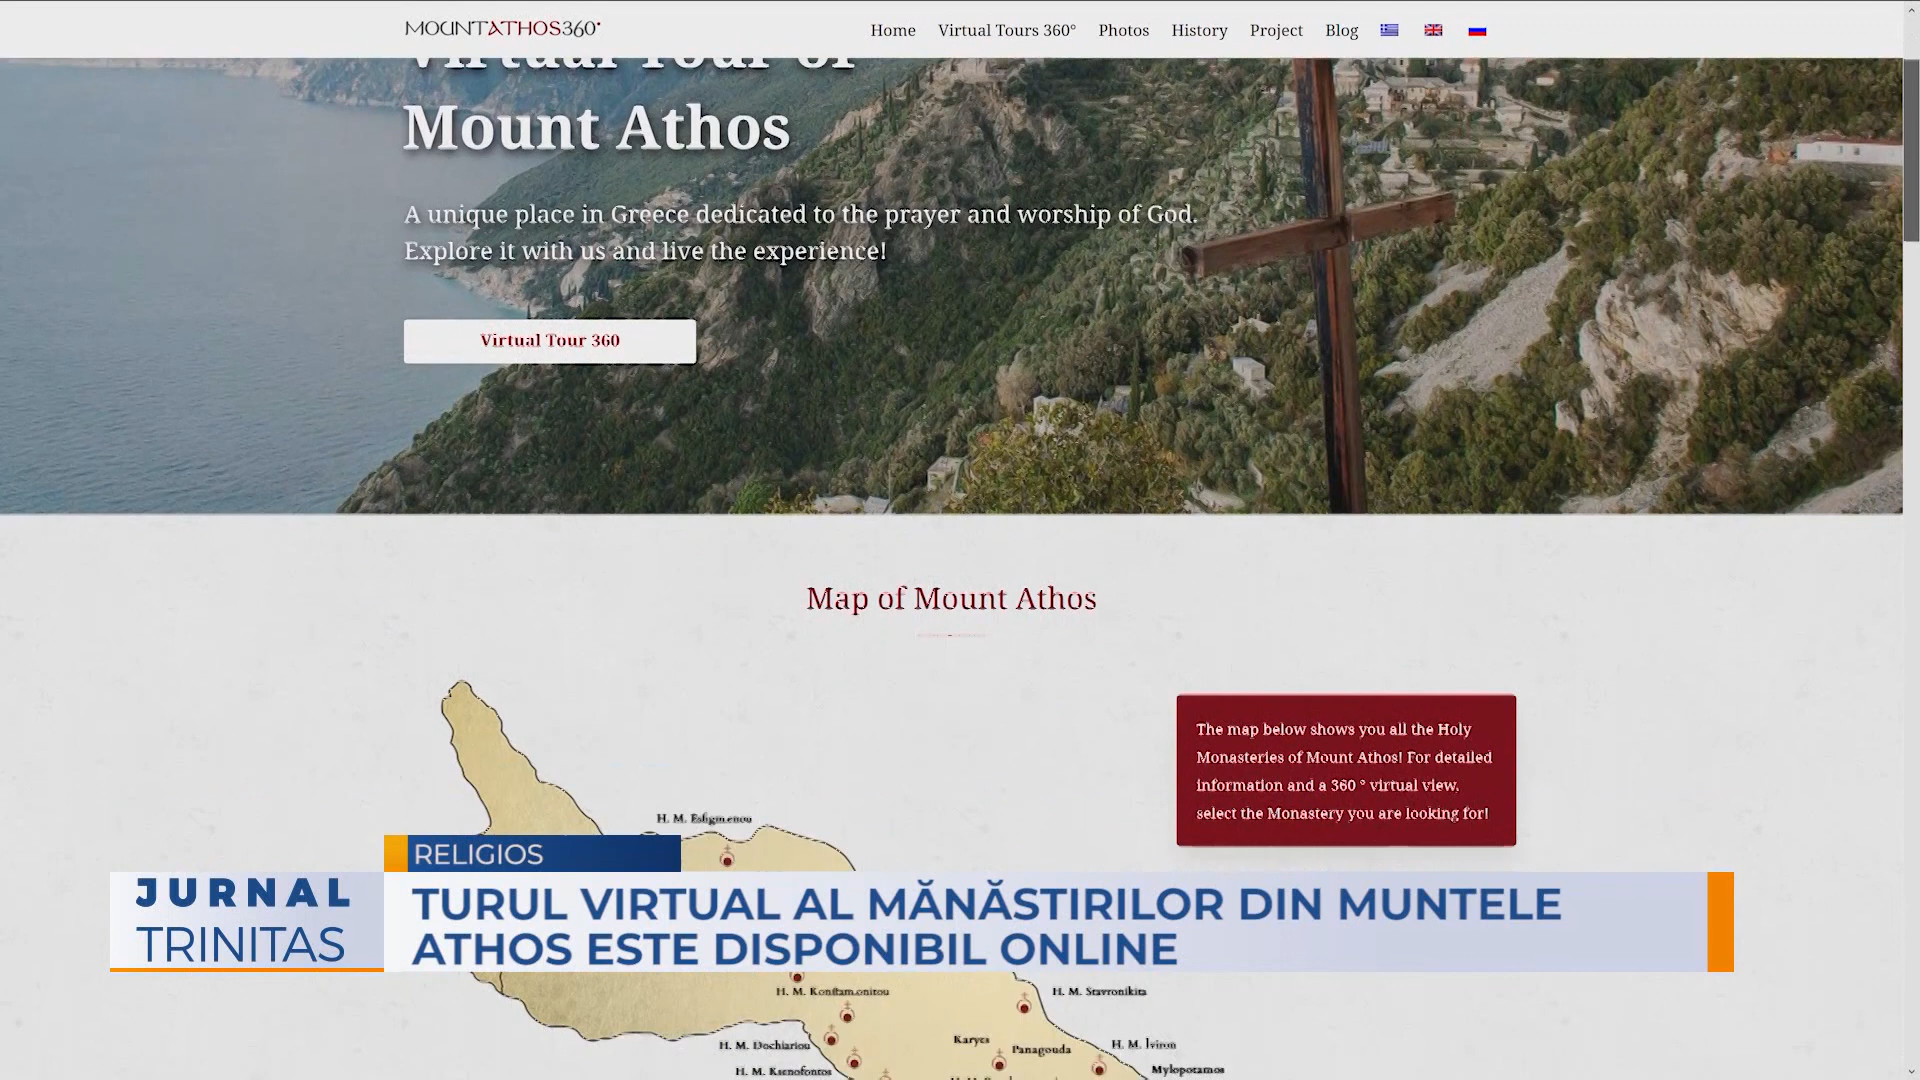 MOUNTATHOS360°
Home Virtual Tours 360° Photos History Project Blog
Virtual Tour of
Mount Athos
A unique place in Greece dedicated to the prayer and worship of God.
Explore it with us and live the experience!
Virtual Tour 360
Map of Mount Athos
The map below shows you all the Holy
Monasteries of Mount Athos! For detailed
information and a 360 ° virtual view,
select the Monastery you are looking for!
H. M. Esfigmenou
RELIGIOS
JURNAL
TRINITAS
TURUL VIRTUAL AL MĂNĂSTIRILOR DIN MUNTELE
ATHOS ESTE DISPONIBIL ONLINE
H. M. Konstamonitou
H. M. Stavronikita
Karyes
Panagouda
H. M. Iviron
H. M. Dochiariou
H. M. Ksenofontos
Mylopotamos